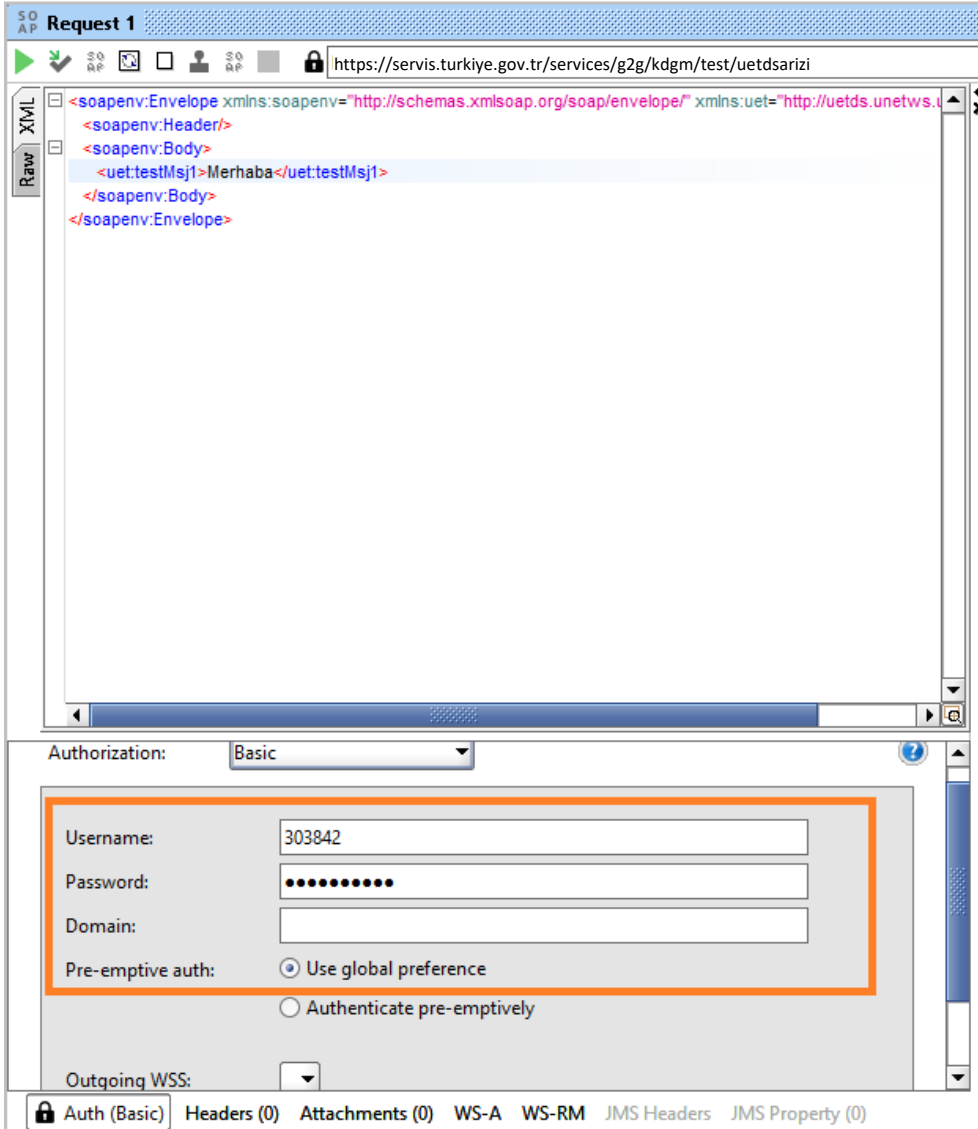 SOAP Request 1
https://servis.turkiye.gov.tr/services/g2g/kdgm/test/uetdsarizi
XML
Raw
<soapenv:Envelope xmlns:soapenv="http://schemas.xmlsoap.org/soap/envelope/" xmlns:uet="http://uetds.unetws.u
<soapenv:Header/>
<soapenv:Body>
<uet:testMsj1>Merhaba</uet:testMsj1>
</soapenv:Body>
</soapenv:Envelope>
Authorization: Basic
Username: 303842
Password: ••••••••••
Domain:
Pre-emptive auth: Use global preference
Authenticate pre-emptively
Outgoing WSS:
Auth (Basic) Headers (0) Attachments (0) WS-A WS-RM JMS Headers JMS Property (0)